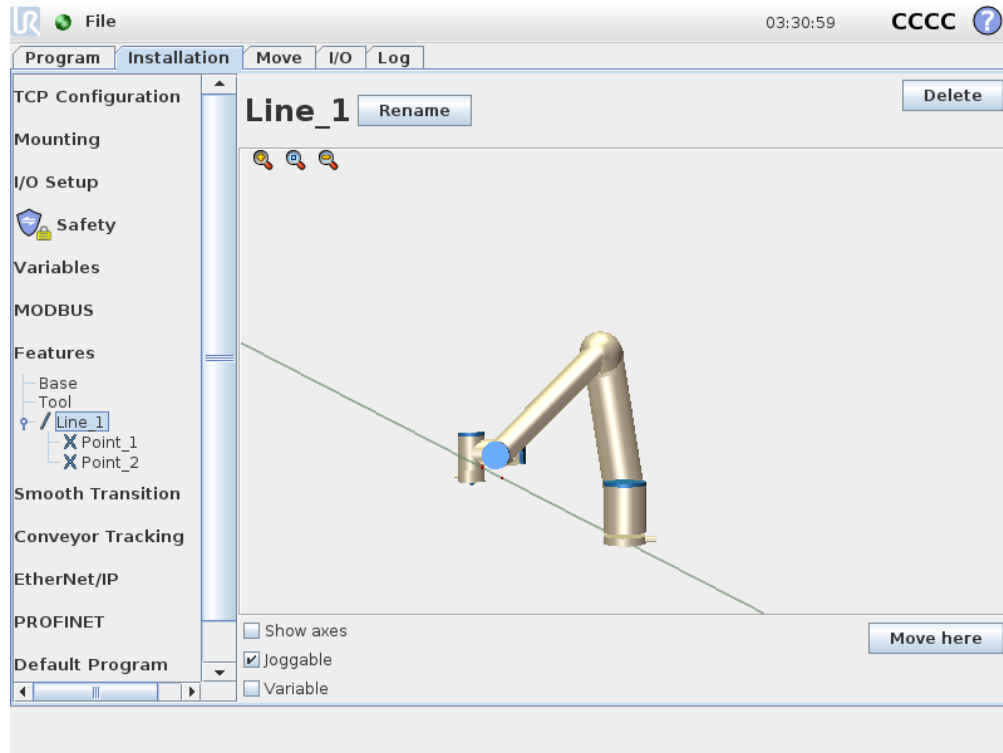 UR File 03:30:59 CCCC ?
Program Installation Move I/O Log
TCP Configuration
Mounting
I/O Setup
Safety
Variables
MODBUS
Features
Base
Tool
Line_1
Point_1
Point_2
Smooth Transition
Conveyor Tracking
EtherNet/IP
PROFINET
Default Program
Line_1 Rename Delete
Show axes
Joggable
Variable
Move here